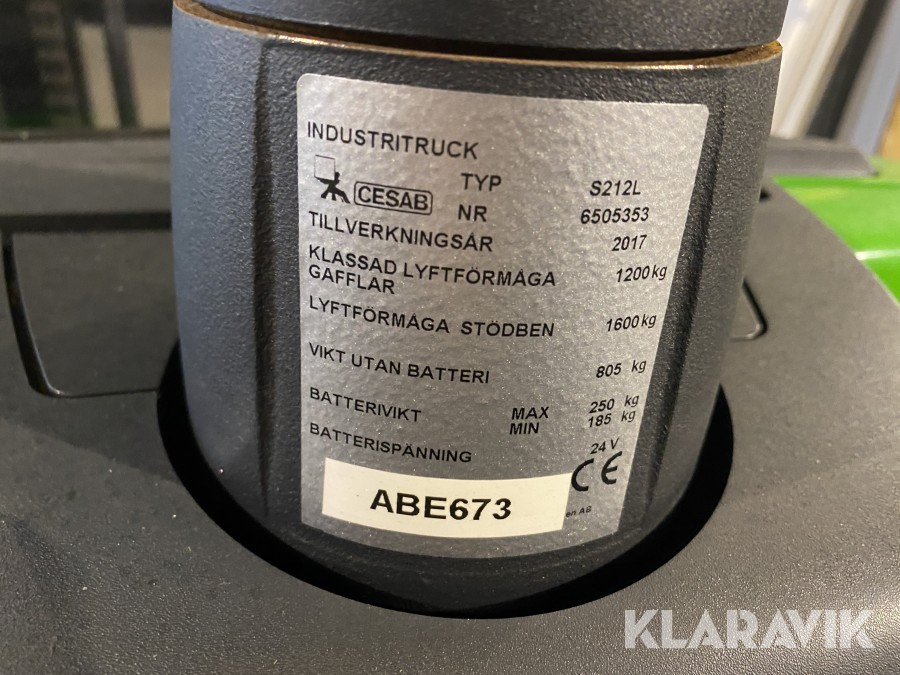 INDUSTRITRUCK
CESAB
TYP S212L
NR 6505353
TILLVERKNINGSÅR 2017
KLASSAD LYFTFÖRMÅGA 1200 kg
GAFFLAR
LYFTFÖRMÅGA STÖDBEN 1600 kg
VIKT UTAN BATTERI 805 kg
BATTERIVIKT MAX 250 kg
MIN 185 kg
BATTERISPÄNNING 24 V
CE
ABE673
AB
KLARAVIK